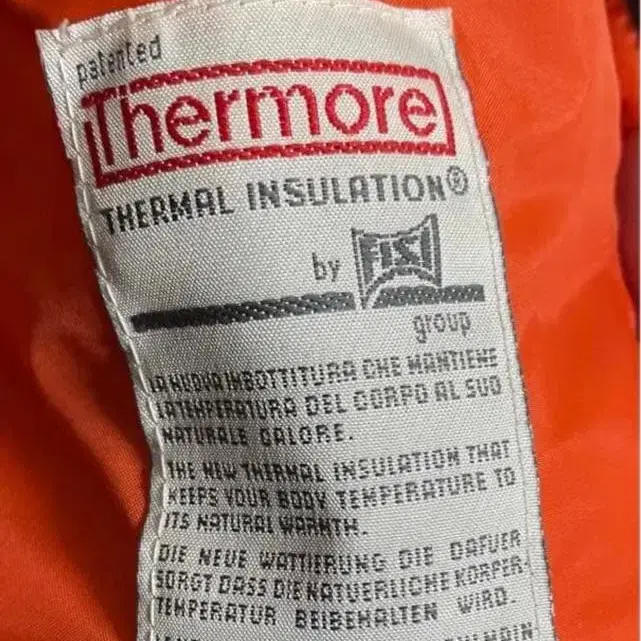 patented
Thermore
THERMAL INSULATION®
by FISI
group
LA NUOVA IMBOTTITURA CHE MANTIENE
LA TEMPERATURA DEL CORPO AL SUO
NATURALE CALORE.
THE NEW THERMAL INSULATION THAT
KEEPS YOUR BODY TEMPERATURE TO
ITS NATURAL WARMTH.
DIE NEUE WATTIERUNG DIE DAFUER
SORGT DASS DIE NATUERLICHE KORPER-
TEMPERATUR BEIBEHALTEN WIRD.